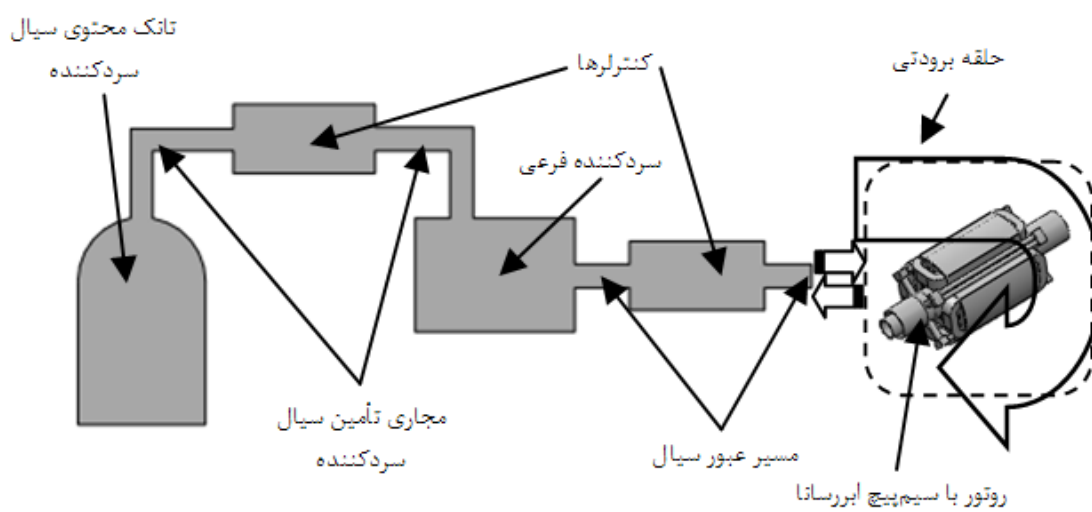 تانک محتوی سیال
سردکننده
کنترلرها
حلقه برودتی
سردکننده فرعی
مجاری تأمین سیال
سردکننده
مسیر عبور سیال
روتور با سیم‌پیچ ابررسانا